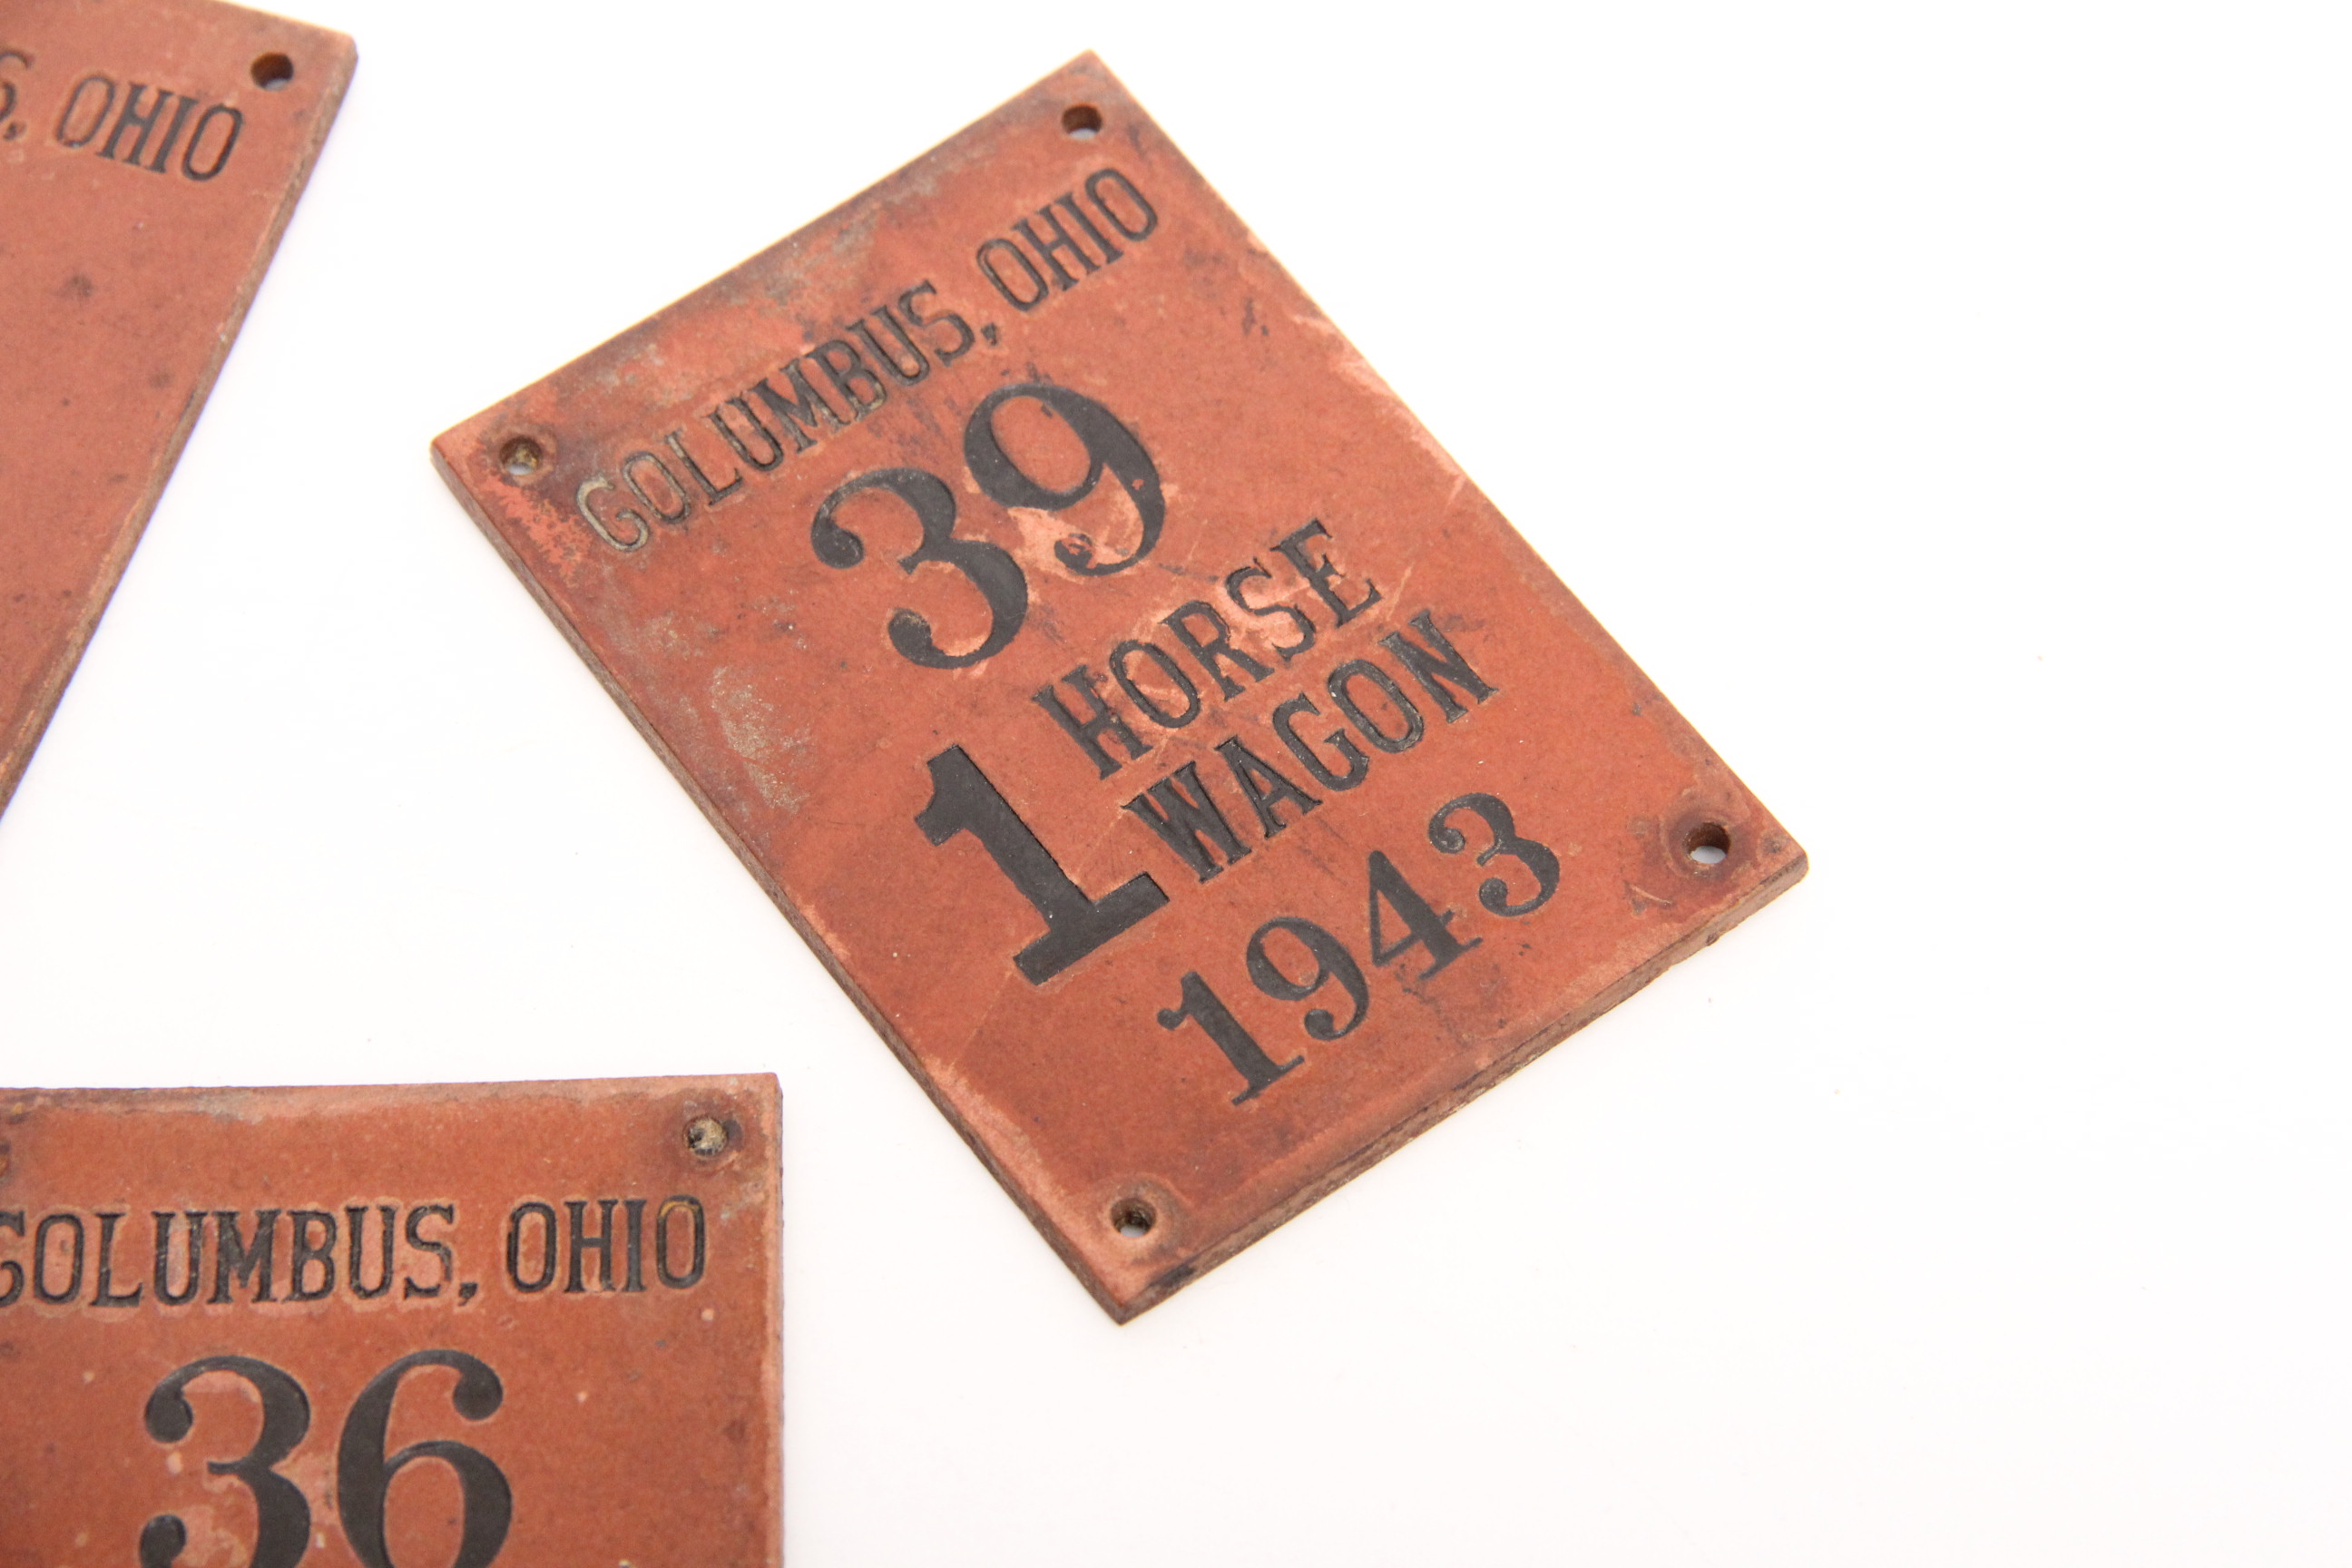 OHIO
COLUMBUS, OHIO
39
1 HORSE
WAGON
1943
COLUMBUS, OHIO
36